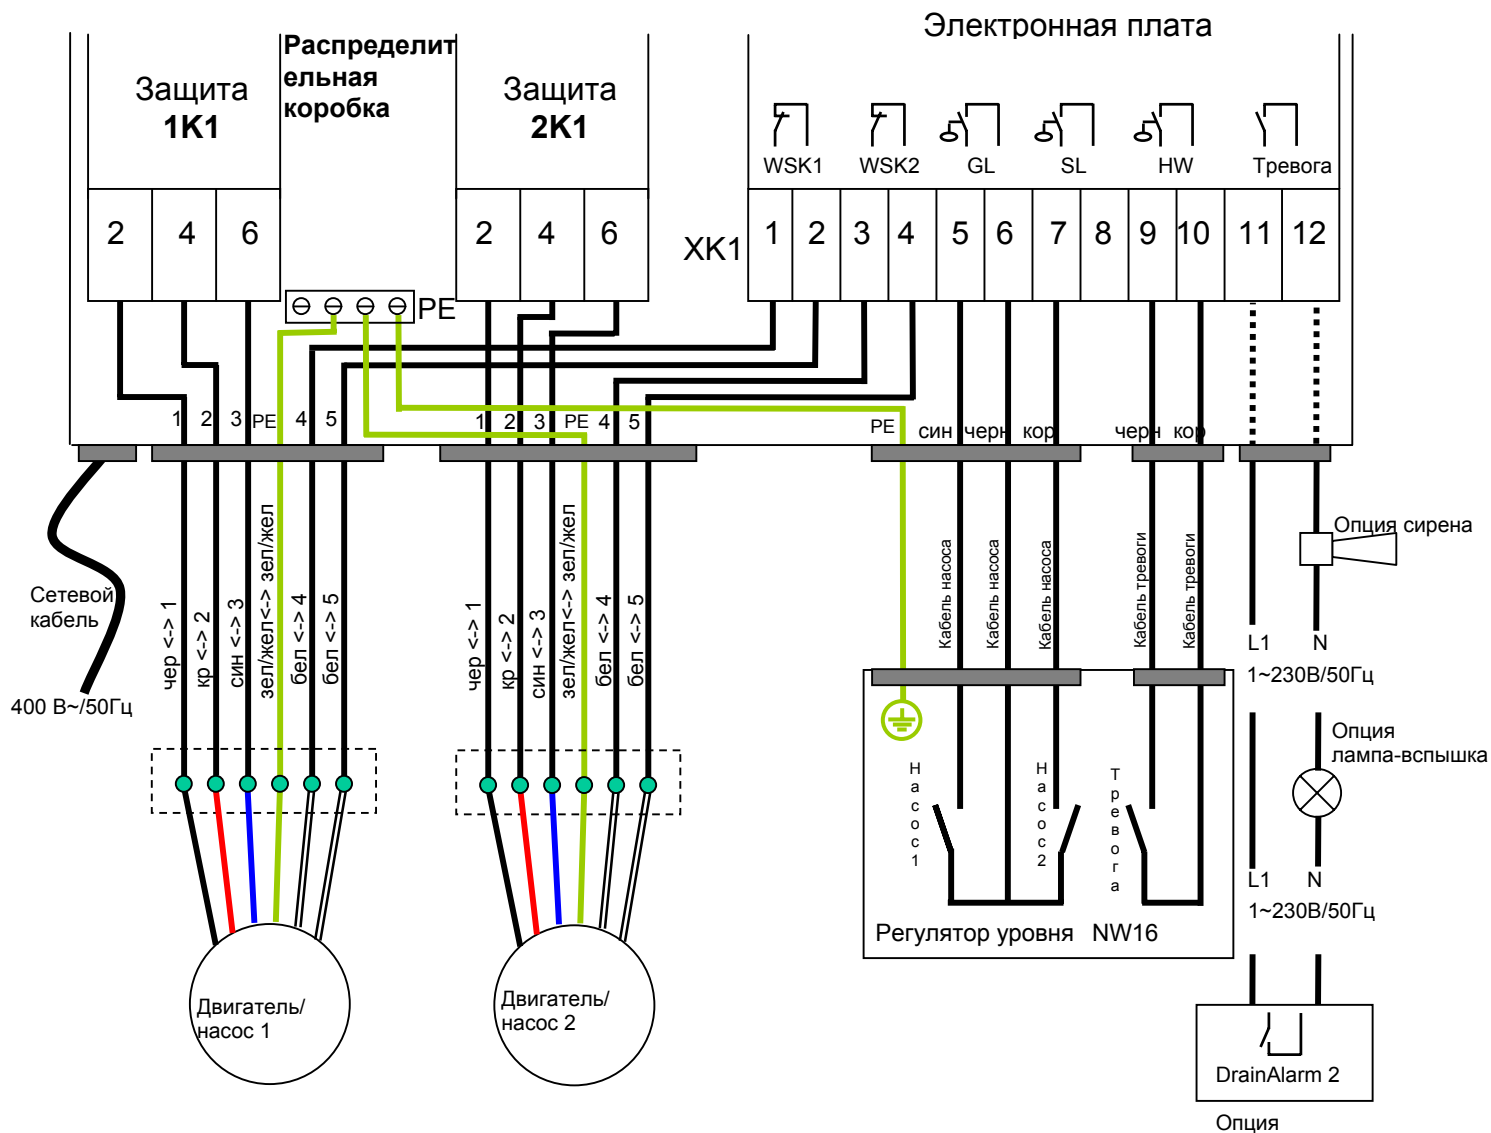 Электронная плата
Распределит
ельная
коробка
Защита
1K1
Защита
2K1
WSK1
WSK2
GL
SL
HW
Тревога
2 4 6
2 4 6
XK1
1 2 3 4 5 6 7 8 9 10 11 12
PE
1 2 3 PE 4 5
1 2 3 PE 4 5
PE
син черн кор
черн кор
Сетевой
кабель
400 В~/50Гц
чер <-> 1
кр <-> 2
син <-> 3
зел/жел<-> зел/жел
бел <-> 4
бел <-> 5
чер <-> 1
кр <-> 2
син <-> 3
зел/жел<-> зел/жел
бел <-> 4
бел <-> 5
Кабель насоса
Кабель насоса
Кабель насоса
Кабель тревоги
Кабель тревоги
Опция сирена
L1 N
1~230В/50Гц
Опция
лампа-вспышка
Насос1
Насос2
Тревога
Регулятор уровня NW16
L1 N
1~230В/50Гц
Двигатель/
насос 1
Двигатель/
насос 2
DrainAlarm 2
Опция